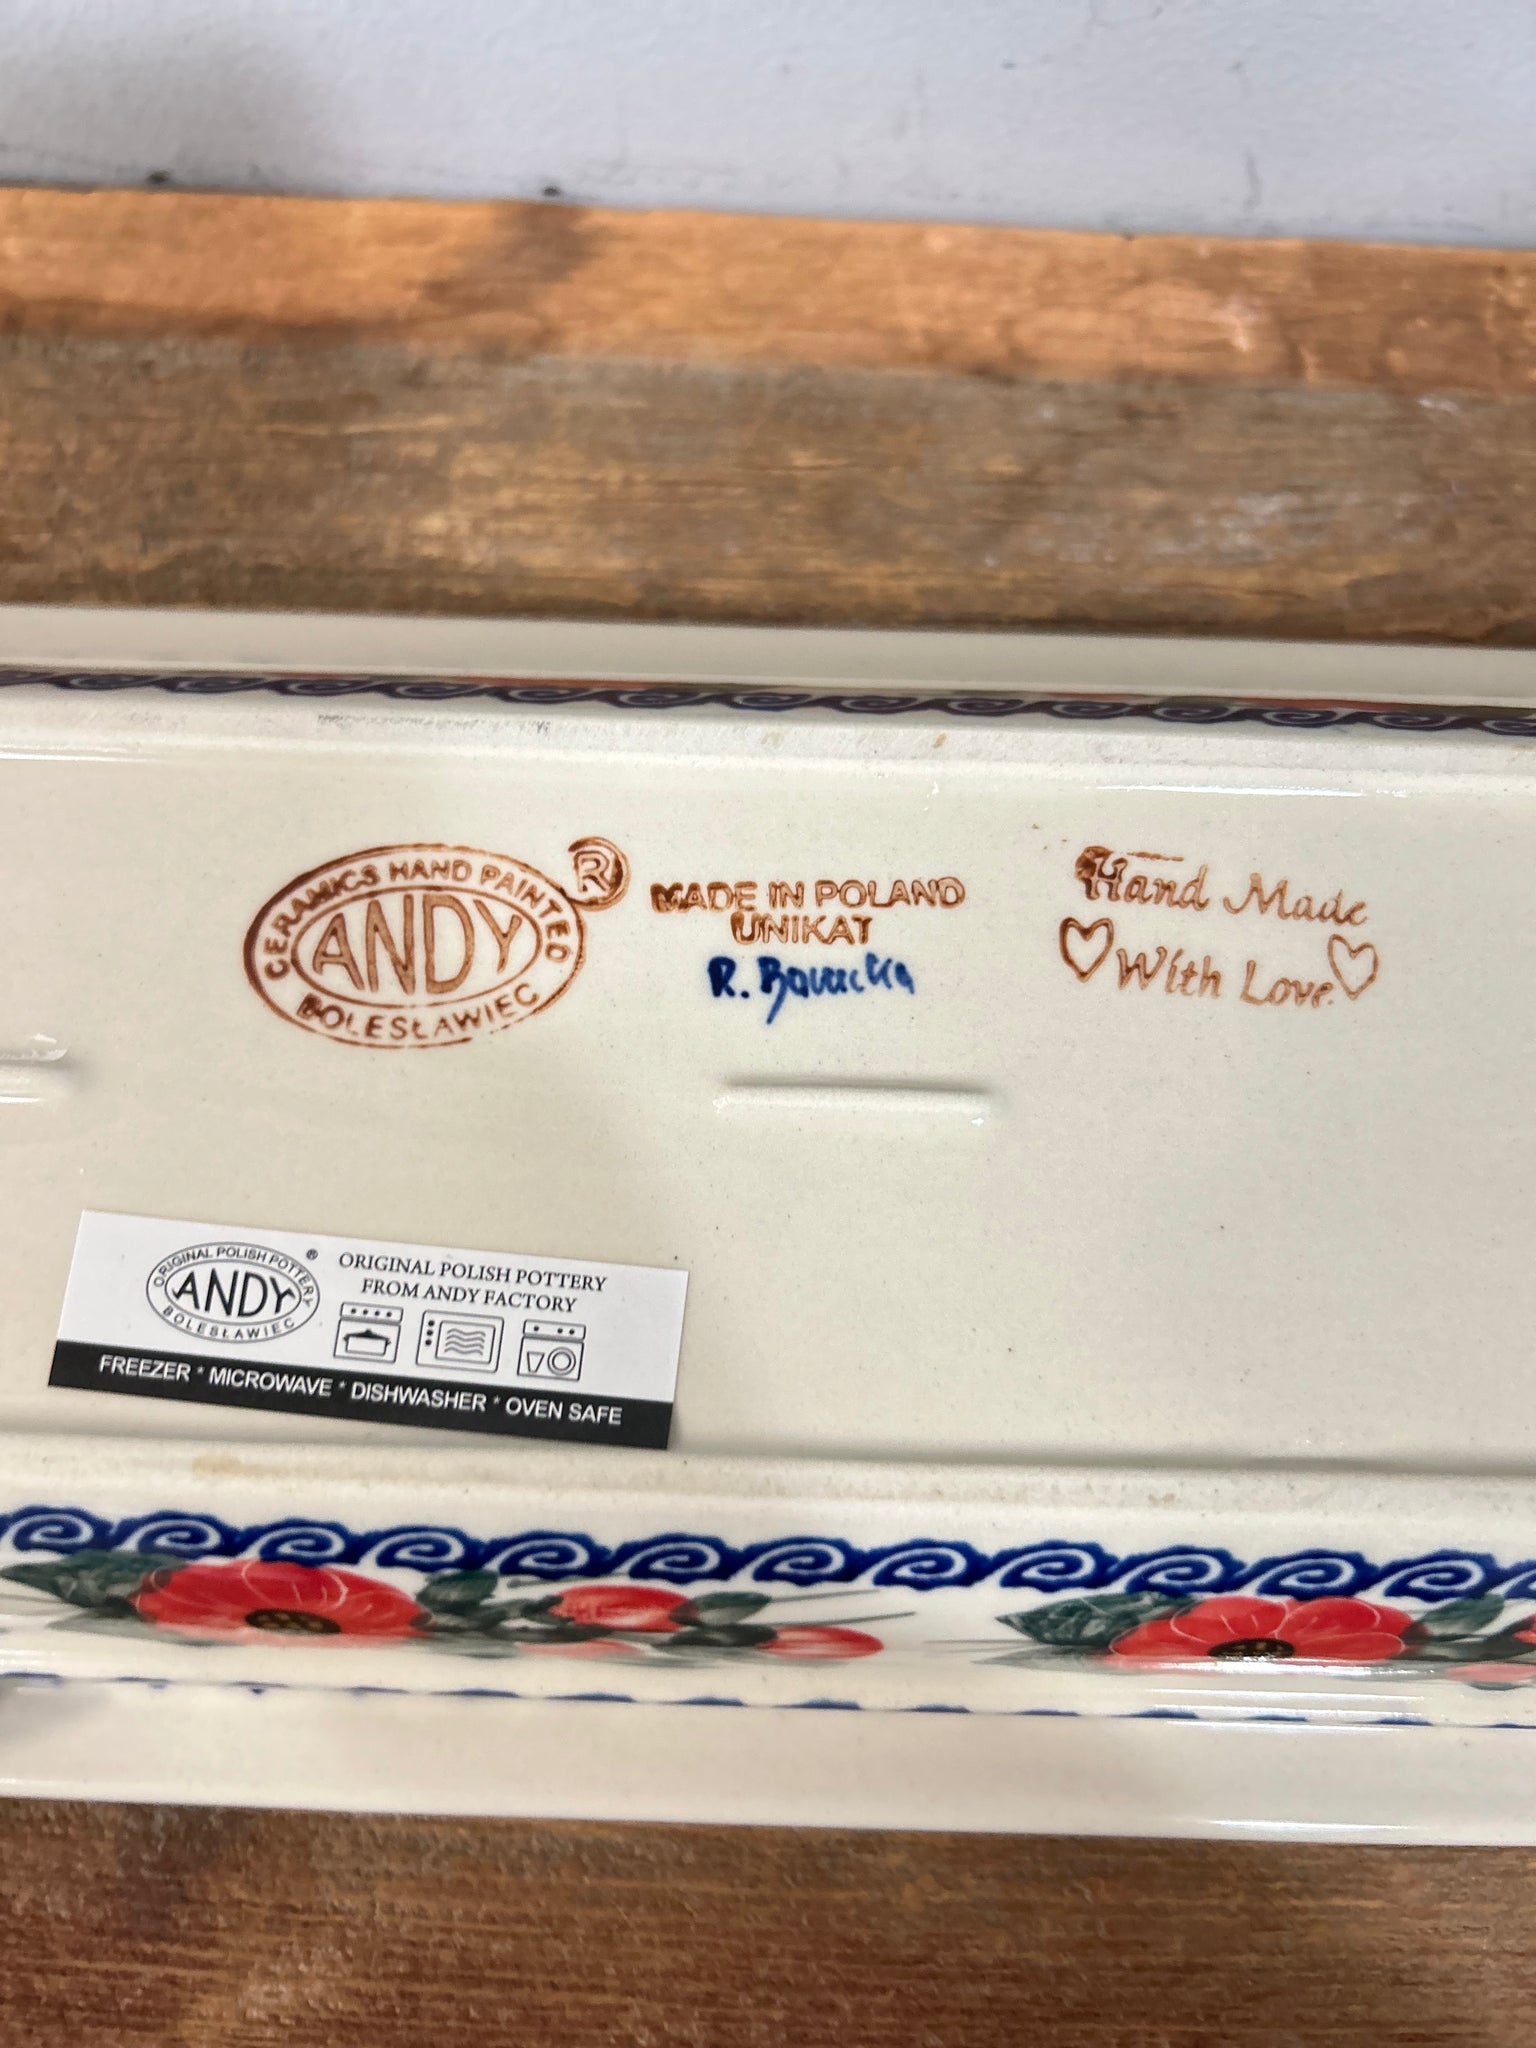 CERAMICS HAND PAINTED
ANDY
BOLESŁAWIEC
®
MADE IN POLAND
UNIKAT
R.
Hand Made
With Love
ORIGINAL POLISH POTTERY
ANDY
BOLESŁAWIEC
®
ORIGINAL POLISH POTTERY
FROM ANDY FACTORY
FREEZER * MICROWAVE * DISHWASHER * OVEN SAFE